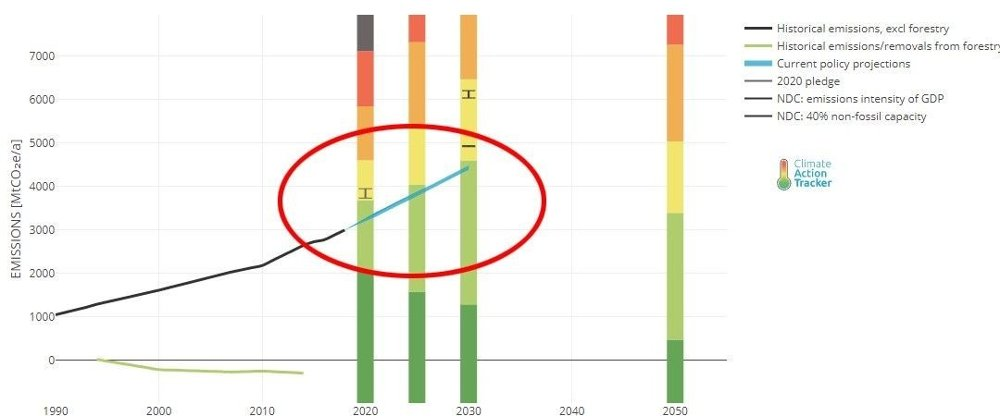 7000
6000
5000
4000
3000
2000
1000
0
EMISSIONS [MtCO₂e/a]
1990
2000
2010
2020
2030
2040
2050
Historical emissions, excl forestry
Historical emissions/removals from forestry
Current policy projections
2020 pledge
NDC: emissions intensity of GDP
NDC: 40% non-fossil capacity
Climate
Action
Tracker